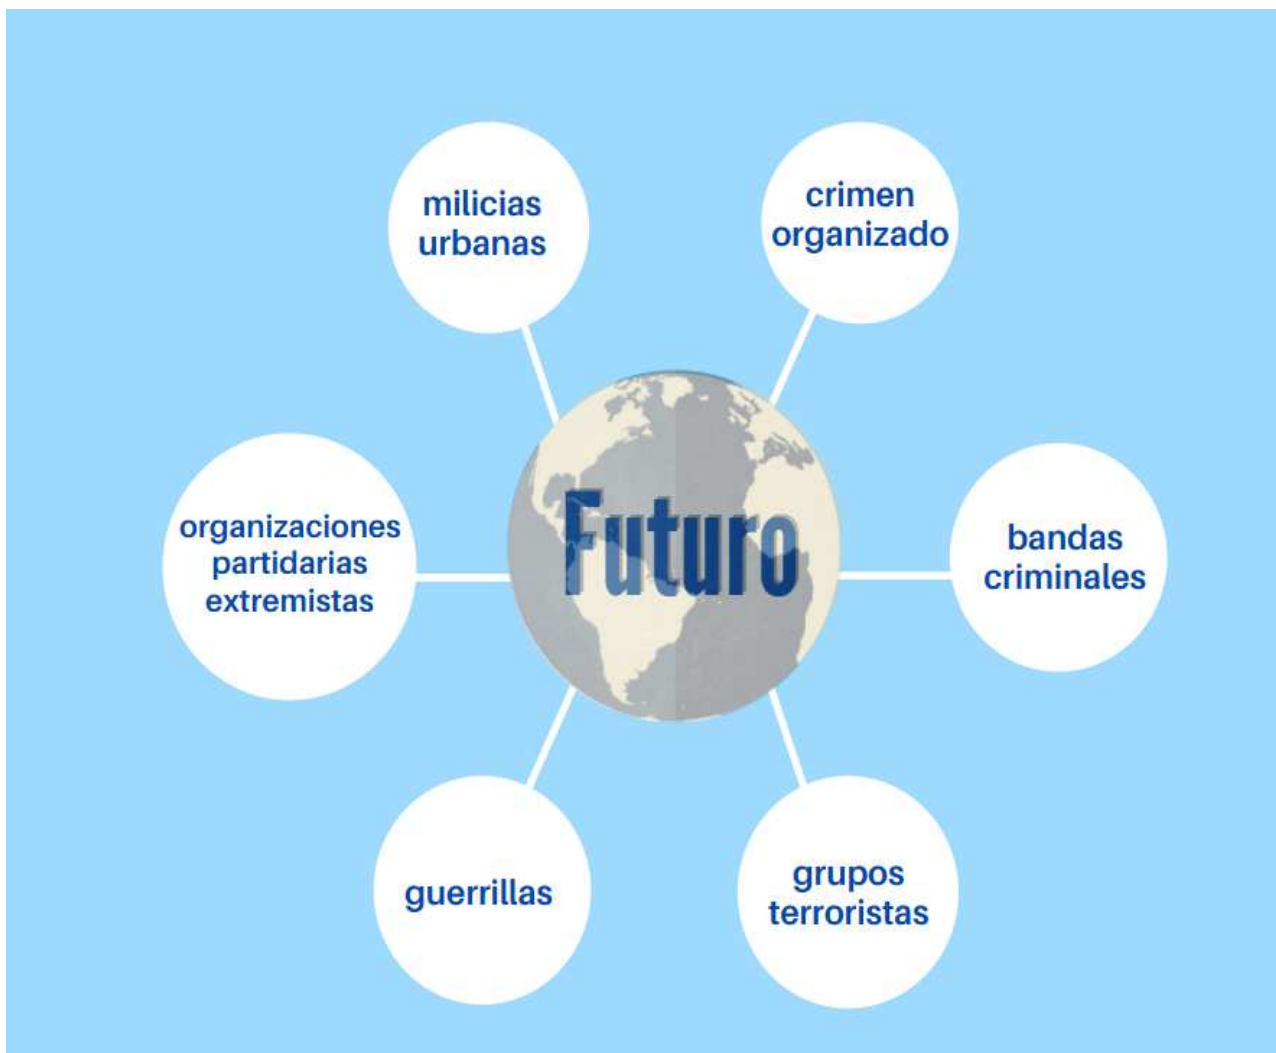 milicias
urbanas
crimen
organizado
organizaciones
partidarias
extremistas
Futuro
bandas
criminales
guerrillas
grupos
terroristas